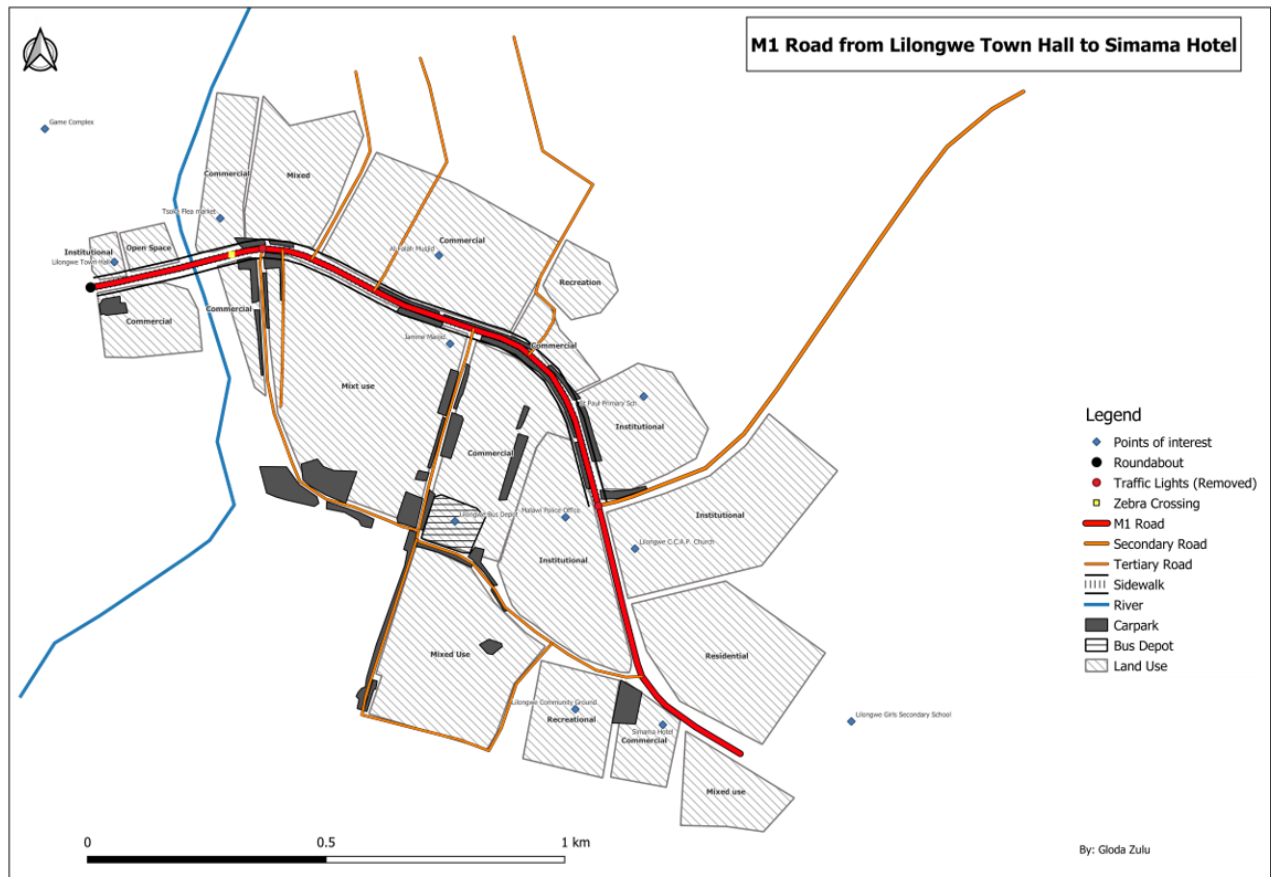 M1 Road from Lilongwe Town Hall to Simama Hotel
Game Complex
Commercial
Mixed
Tsoka Flea market
Institutional
Open Space
Lilongwe Town Hall
Commercial
Al Falah Musjid
Recreation
Commercial
Commercial
Jamine Masjid
Commercial
Mixt use
Paul Primary Sch
Institutional
Commercial
Legend
Points of interest
Roundabout
Traffic Lights (Removed)
Zebra Crossing
M1 Road
Secondary Road
Tertiary Road
Sidewalk
River
Carpark
Bus Depot
Land Use
Lilongwe Bus Depot
Malawi Police Office
Institutional
Lilongwe C.C.A.P. Church
Institutional
Mixed Use
Residential
Lilongwe Community Ground
Recreational
Simama Hotel
Commercial
Lilongwe Girls Secondary School
Mixed use
0
0.5
1 km
By: Gloda Zulu